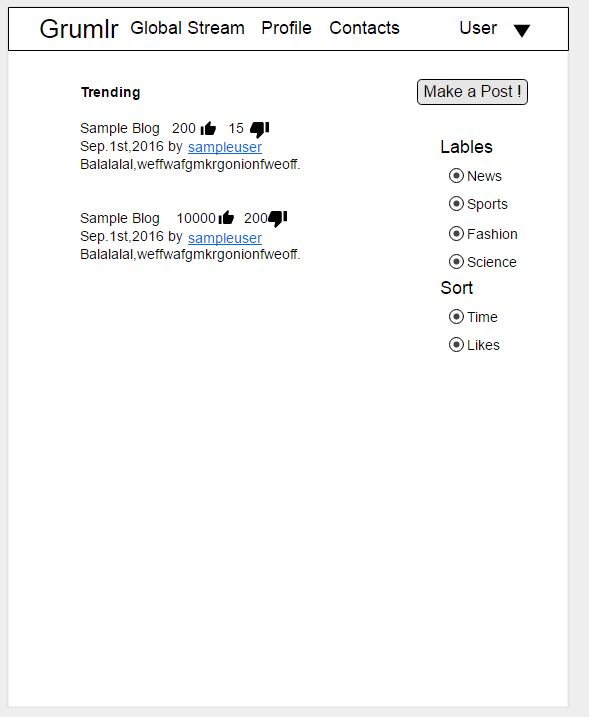 Grumlr Global Stream Profile Contacts User
Trending
Make a Post !
Sample Blog 200 15
Sep.1st,2016 by sampleuser
Balalalal,weffwafgmkrgonionfweoff.
Sample Blog 10000 200
Sep.1st,2016 by sampleuser
Balalalal,weffwafgmkrgonionfweoff.
Lables
News
Sports
Fashion
Science
Sort
Time
Likes